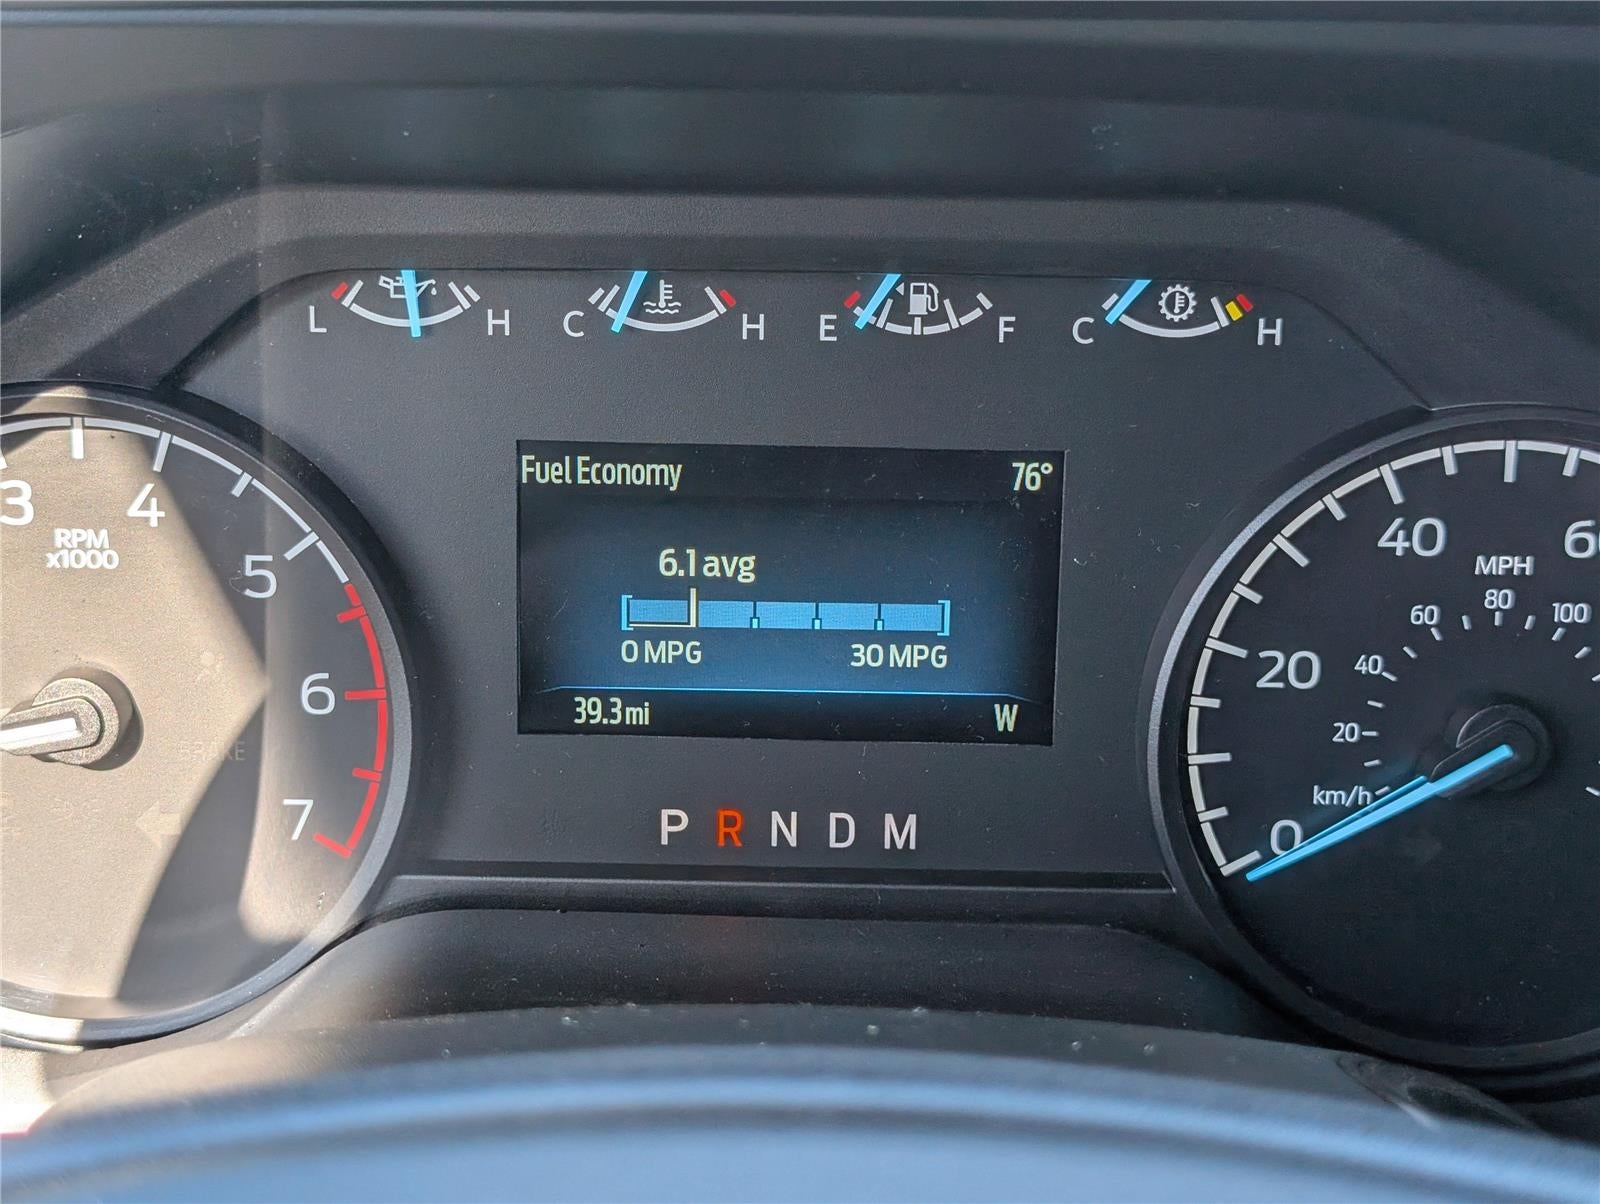 L H C H E F C H
3 4 5 6 7
RPM
x1000
BRAKE
Fuel Economy 76°
6.1 avg
0 MPG 30 MPG
39.3 mi W
P R N D M
0 20 40 60
MPH
km/h 20 40 60 80 100